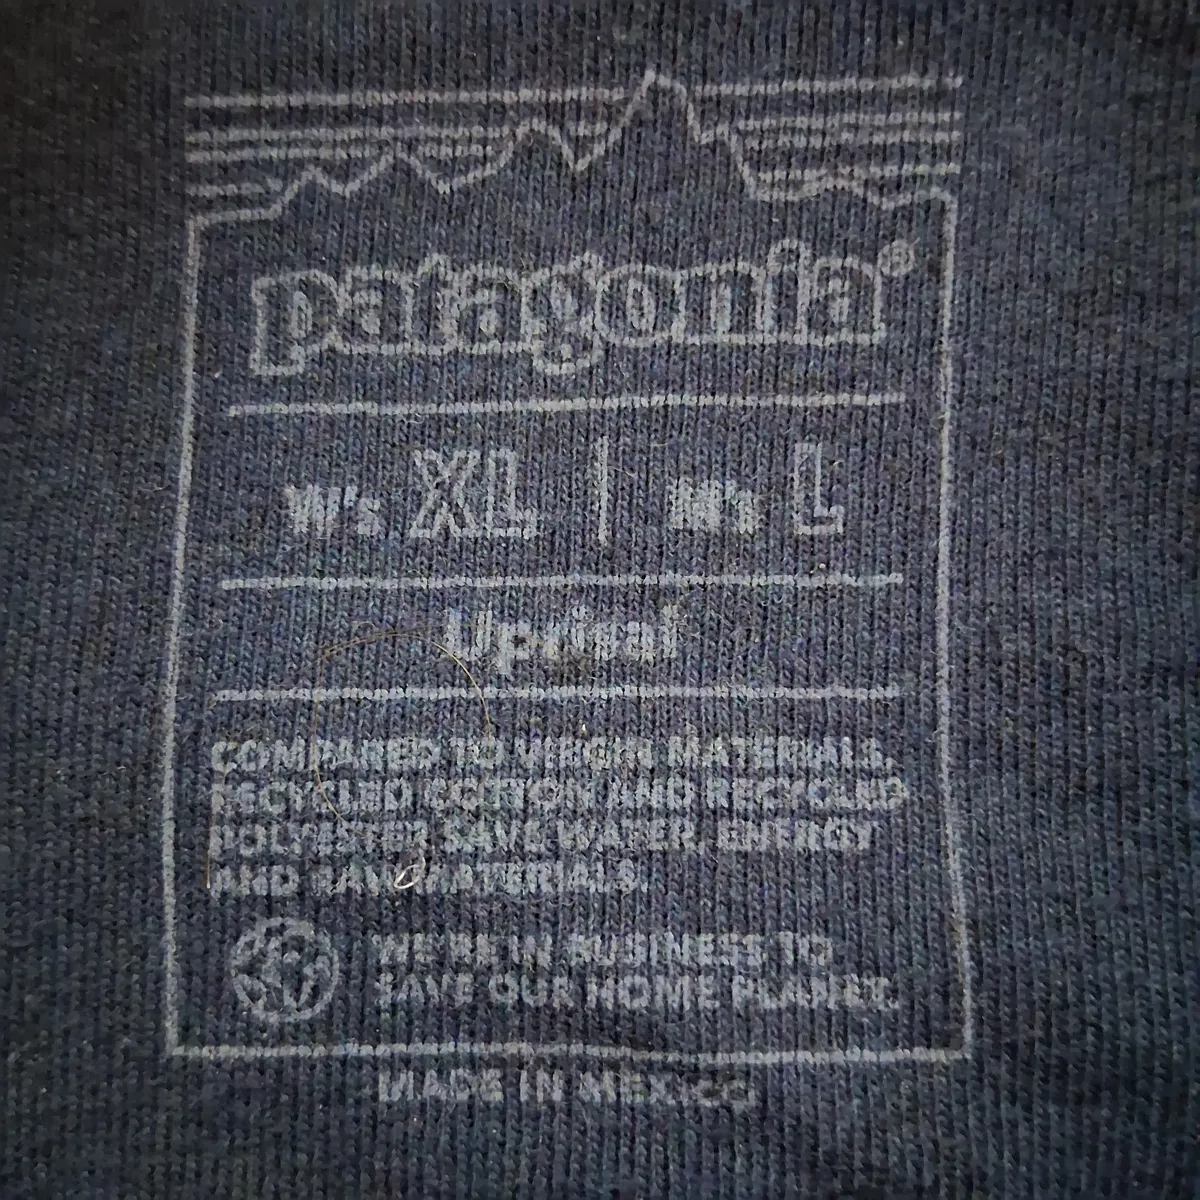 patagonia®
W's XL | M's L
Uprisal
COMPARED TO VIRGIN MATERIALS,
RECYCLED COTTON AND RECYCLED
POLYESTER SAVE WATER, ENERGY
AND RAW MATERIALS.
WE'RE IN BUSINESS TO
SAVE OUR HOME PLANET.
MADE IN MEXICO